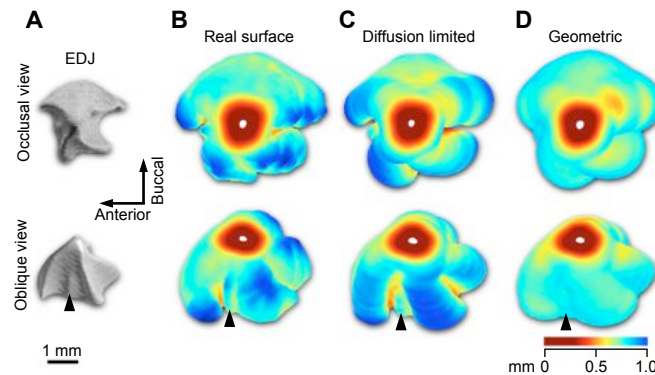 A
B
C
D
EDJ
Real surface
Diffusion limited
Geometric
Occlusal view
Buccal
Anterior
Oblique view
1 mm
mm 0 0.5 1.0